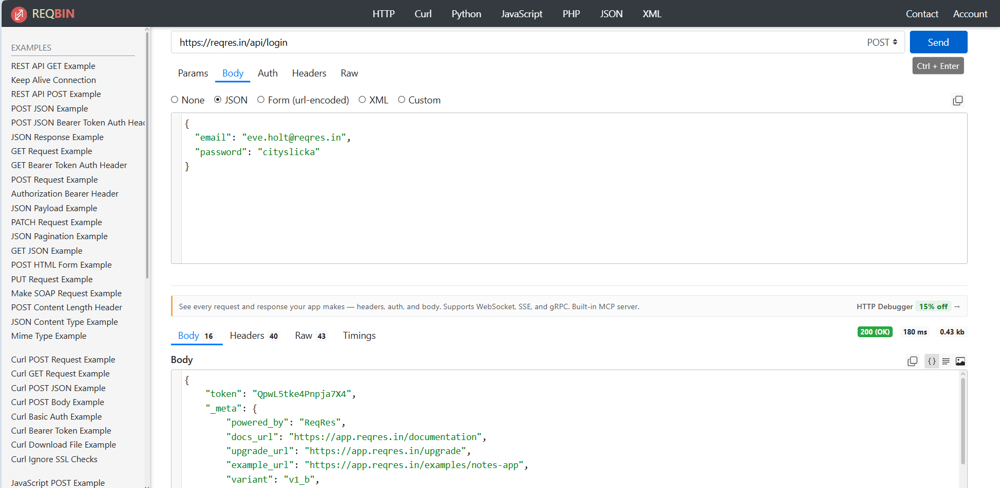 REQBIN
HTTP Curl Python JavaScript PHP JSON XML
Contact Account
EXAMPLES
REST API GET Example
Keep Alive Connection
REST API POST Example
POST JSON Example
POST JSON Bearer Token Auth Head
JSON Response Example
GET Request Example
GET Bearer Token Auth Header
POST Request Example
Authorization Bearer Header
JSON Payload Example
PATCH Request Example
JSON Pagination Example
GET JSON Example
POST HTML Form Example
PUT Request Example
Make SOAP Request Example
POST Content Length Header
JSON Content Type Example
Mime Type Example
Curl POST Request Example
Curl GET Request Example
Curl POST JSON Example
Curl POST Body Example
Curl Basic Auth Example
Curl Bearer Token Example
Curl Download File Example
Curl Ignore SSL Checks
JavaScript POST Example
https://reqres.in/api/login
POST
Send
Ctrl + Enter
Params Body Auth Headers Raw
None JSON Form (url-encoded) XML Custom
{
"email": "eve.holt@reqres.in",
"password": "cityslicka"
}
See every request and response your app makes — headers, auth, and body. Supports WebSocket, SSE, and gRPC. Built-in MCP server.
HTTP Debugger 15% off →
Body 16 Headers 40 Raw 43 Timings
200 (OK) 180 ms 0.43 kb
Body
{}
{
"token": "QpwL5tke4Pnpja7X4",
"_meta": {
"powered_by": "ReqRes",
"docs_url": "https://app.reqres.in/documentation",
"upgrade_url": "https://app.reqres.in/upgrade",
"example_url": "https://app.reqres.in/examples/notes-app",
"variant": "v1_b",